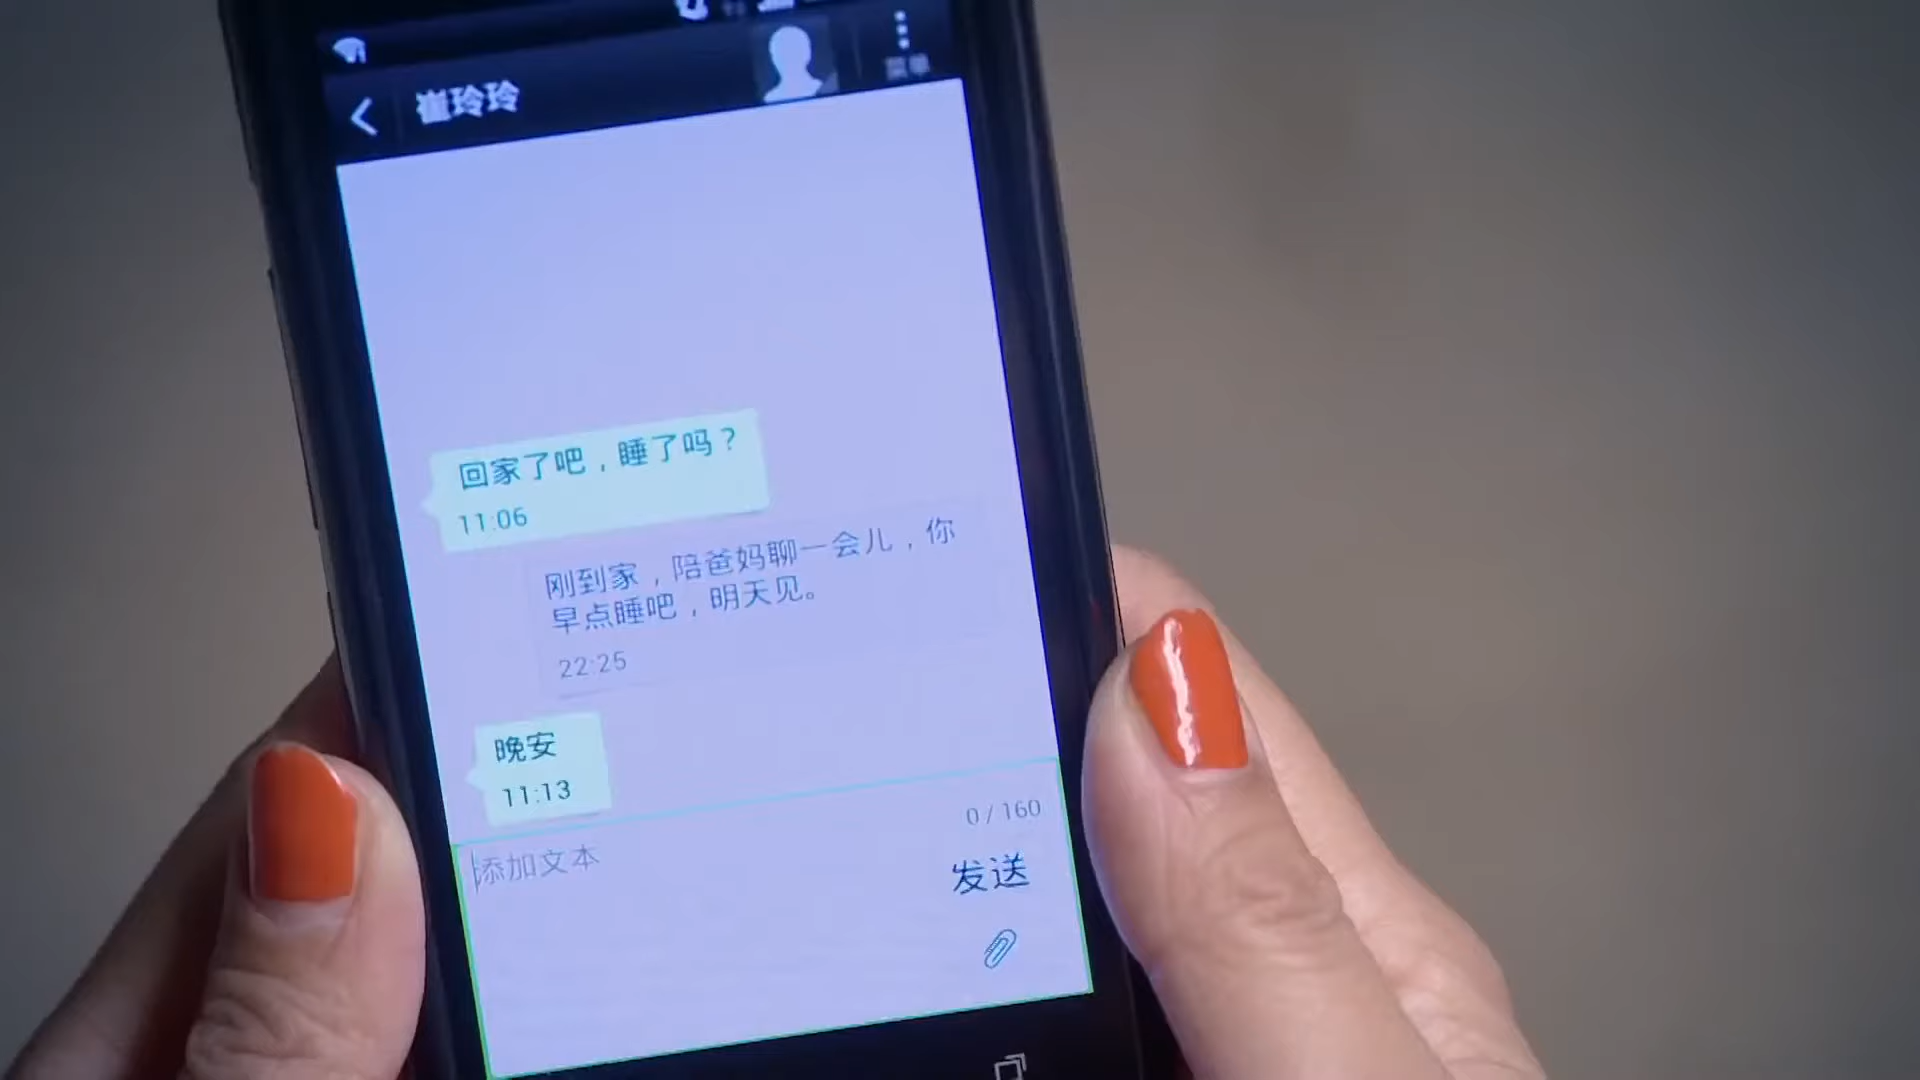 崔玲玲
菜单
回家了吧，睡了吗？
11:06
刚到家，陪爸妈聊一会儿，你
早点睡吧，明天见。
22:25
晚安
11:13
0/160
添加文本
发送